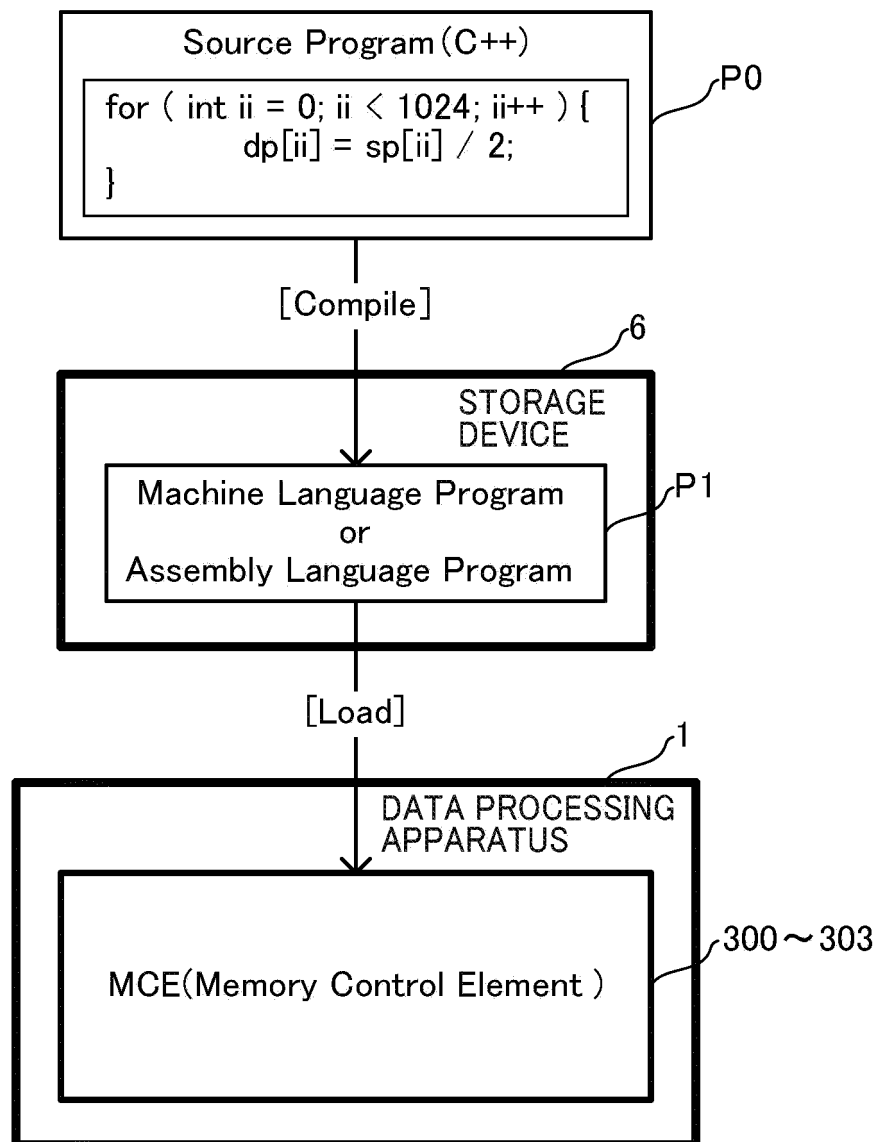 Source Program (C++)
P0
for ( int ii = 0; ii < 1024; ii++ ) {
dp[ii] = sp[ii] / 2;
}
[Compile]
6
STORAGE
DEVICE
P1
Machine Language Program
or
Assembly Language Program
[Load]
1
DATA PROCESSING
APPARATUS
300～303
MCE(Memory Control Element )